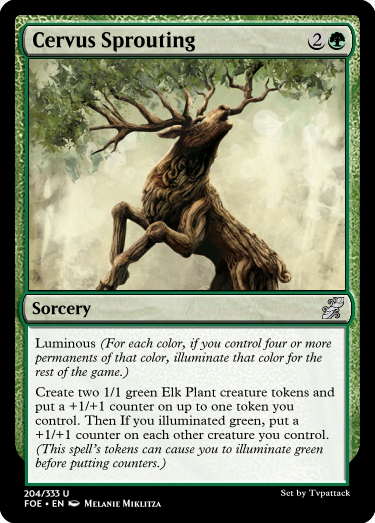 Cervus Sprouting 2
Sorcery
Luminous (For each color, if you control four or more
permanents of that color, illuminate that color for the
rest of the game.)
Create two 1/1 green Elk Plant creature tokens and
put a +1/+1 counter on up to one token you
control. Then If you illuminated green, put a
+1/+1 counter on each other creature you control.
(This spell's tokens can cause you to illuminate green
before putting counters.)
204/333 U
FOE • EN Melanie Miklitza
Set by Tvpattack